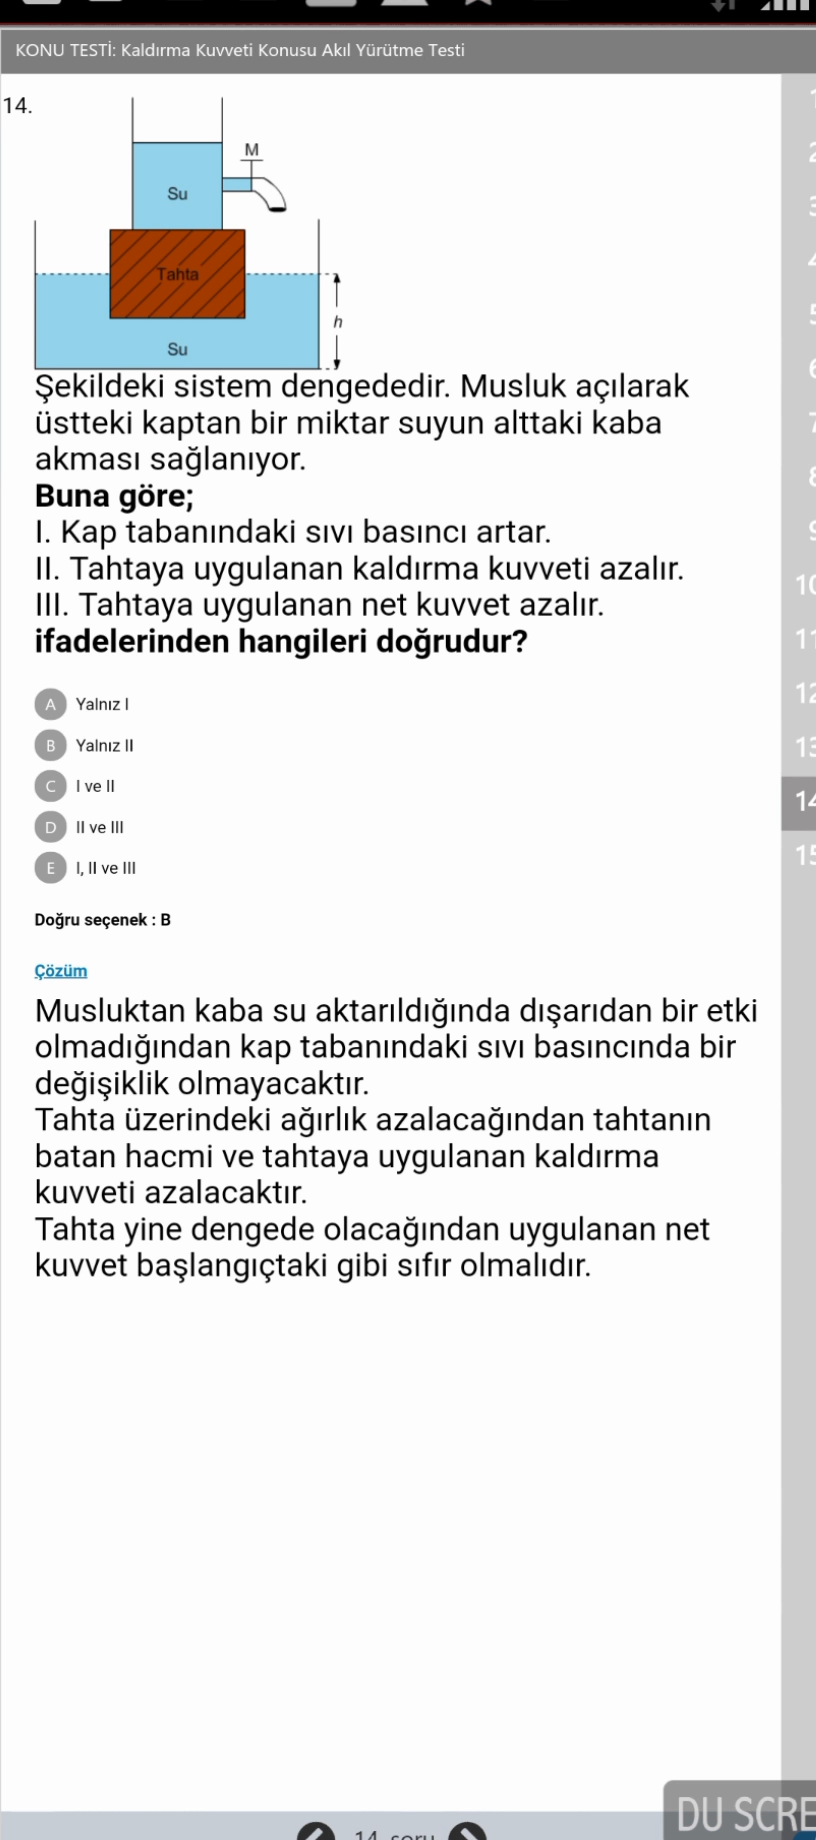 KONU TESTİ: Kaldırma Kuvveti Konusu Akıl Yürütme Testi
14.
M
Su
Tahta
h
Su
Şekildeki sistem dengededir. Musluk açılarak
üstteki kaptan bir miktar suyun alttaki kaba
akması sağlanıyor.
Buna göre;
I. Kap tabanındaki sıvı basıncı artar.
II. Tahtaya uygulanan kaldırma kuvveti azalır.
III. Tahtaya uygulanan net kuvvet azalır.
ifadelerinden hangileri doğrudur?
A Yalnız I
B Yalnız II
C I ve II
D II ve III
E I, II ve III
Doğru seçenek : B
Çözüm
Musluktan kaba su aktarıldığında dışarıdan bir etki
olmadığından kap tabanındaki sıvı basıncında bir
değişiklik olmayacaktır.
Tahta üzerindeki ağırlık azalacağından tahtanın
batan hacmi ve tahtaya uygulanan kaldırma
kuvveti azalacaktır.
Tahta yine dengede olacağından uygulanan net
kuvvet başlangıçtaki gibi sıfır olmalıdır.
10
14
DU SCRE
14. soru